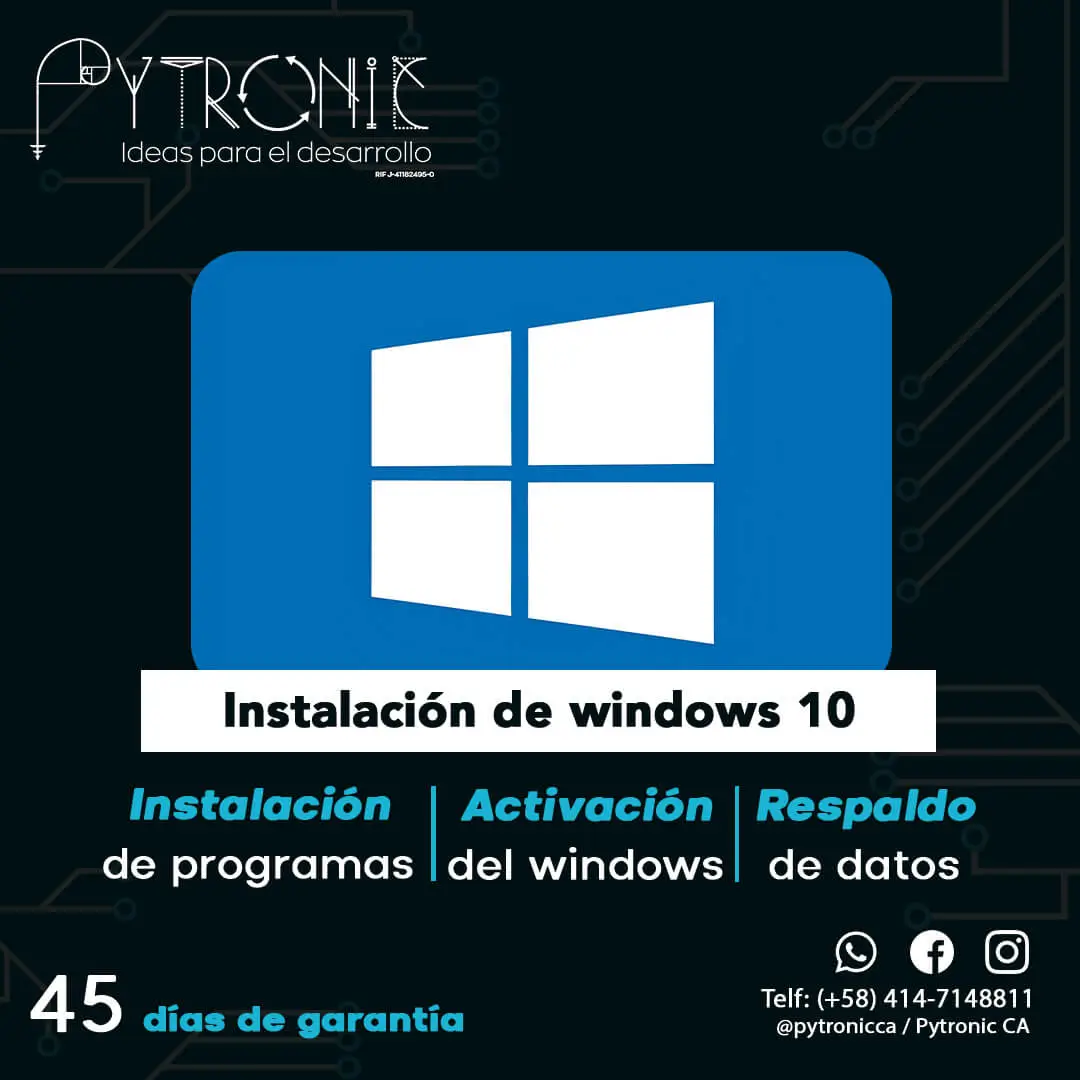 PYTRONIC
Ideas para el desarrollo
RIF J-41182495-0
Instalación de windows 10
Instalación de programas
Activación del windows
Respaldo de datos
45 días de garantía
Telf: (+58) 414-7148811
@pytronicca / Pytronic CA